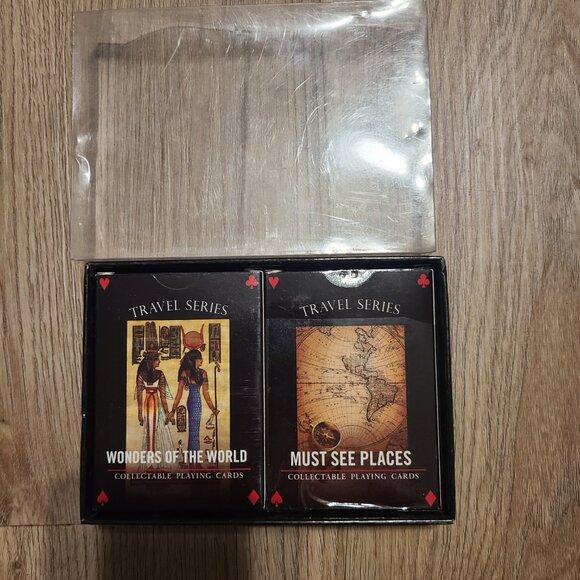 TRAVEL SERIES
WONDERS OF THE WORLD
COLLECTABLE PLAYING CARDS
TRAVEL SERIES
MUST SEE PLACES
COLLECTABLE PLAYING CARDS